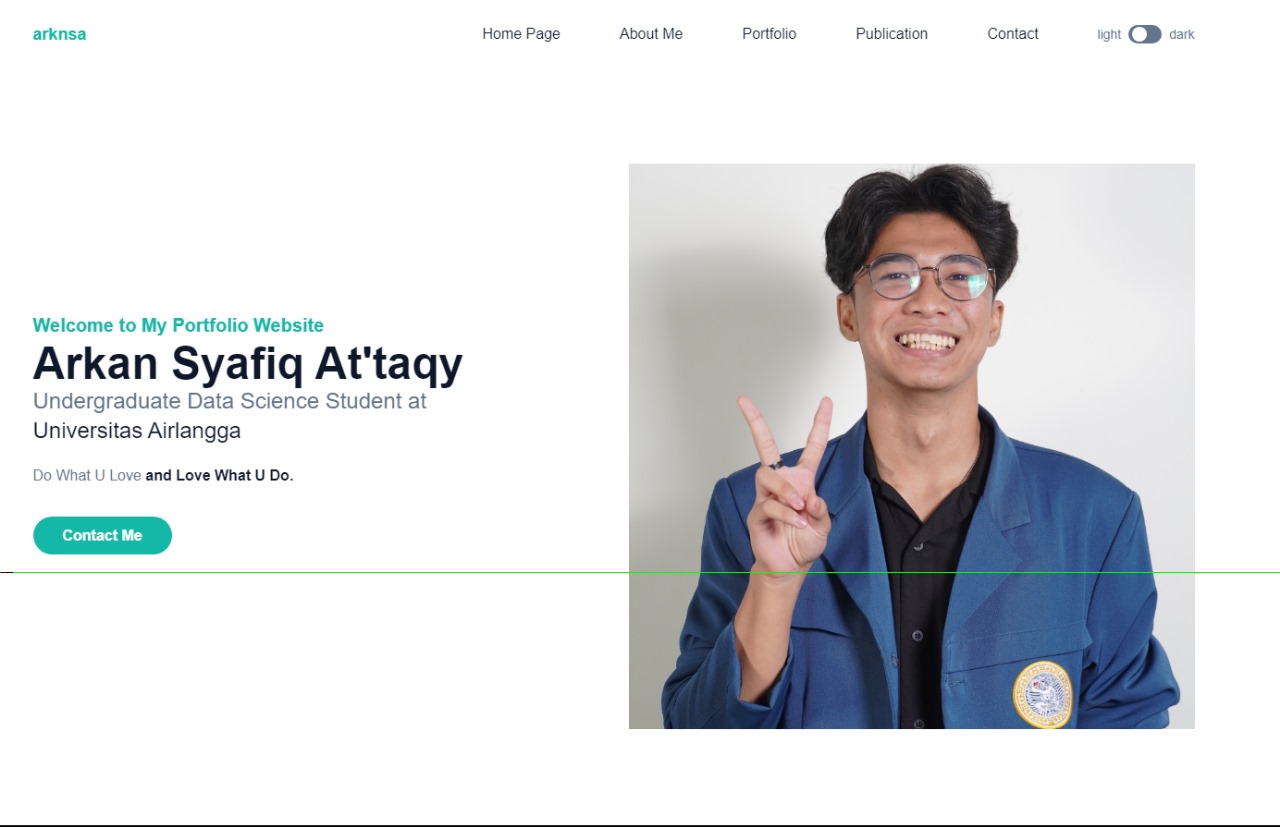 arknsa
Home Page
About Me
Portfolio
Publication
Contact
light
dark
Welcome to My Portfolio Website
Arkan Syafiq At'taqy
Undergraduate Data Science Student at
Universitas Airlangga
Do What U Love and Love What U Do.
Contact Me